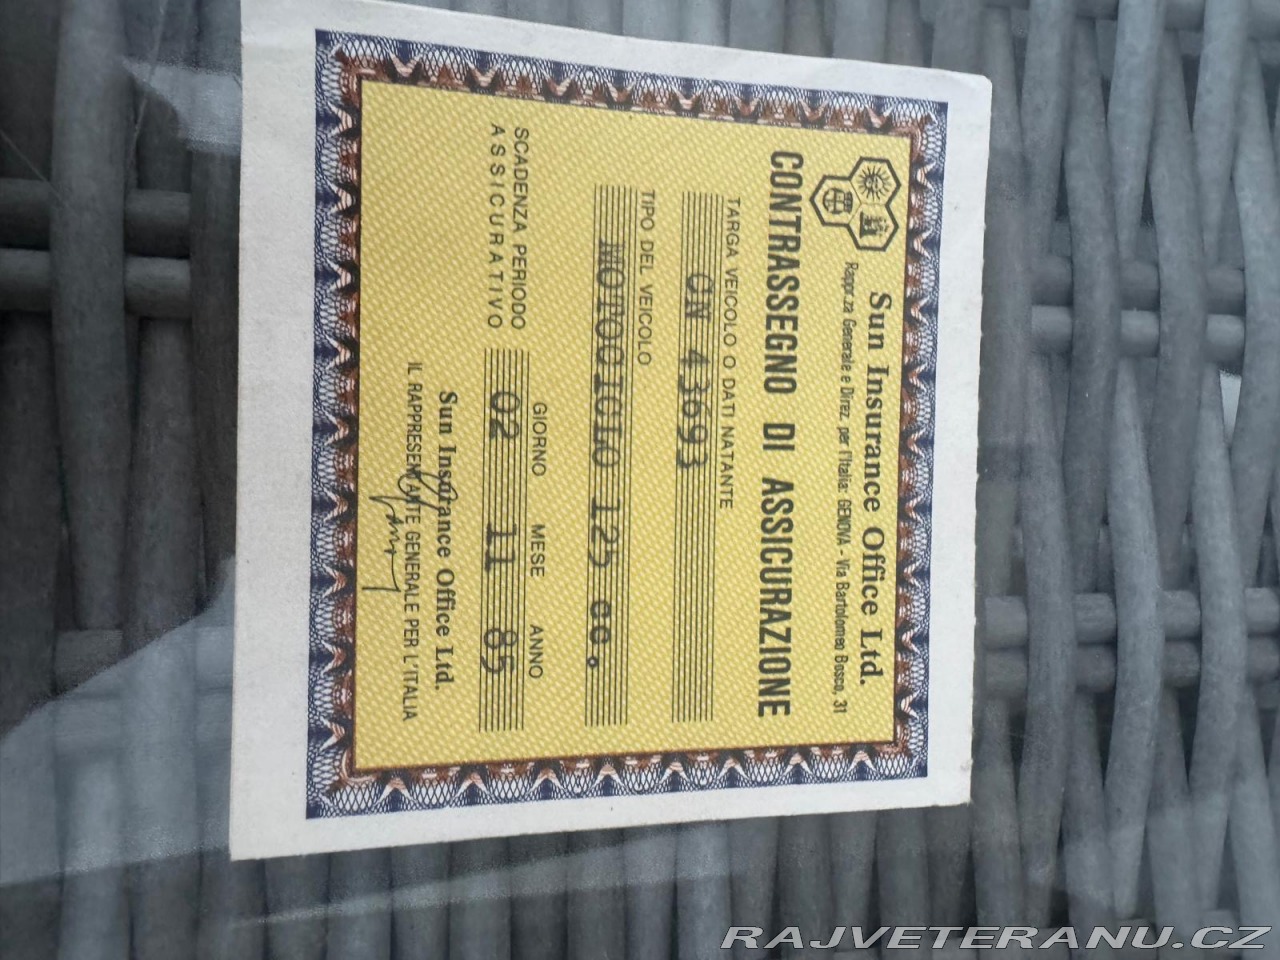 Sun Insurance Office Ltd.
Rappr.za Generale e Direz. per l'Italia: GENOVA - Via Bartolomeo Bosco, 31
CONTRASSEGNO DI ASSICURAZIONE
TARGA VEICOLO O DATI NATANTE
CN 43693
TIPO DEL VEICOLO
MOTOCICLO 125 cc.
GIORNO MESE ANNO
SCADENZA PERIODO
ASSICURATIVO
02 11 85
Sun Insurance Office Ltd.
IL RAPPRESENTANTE GENERALE PER L'ITALIA
RAJVETERANU.CZ